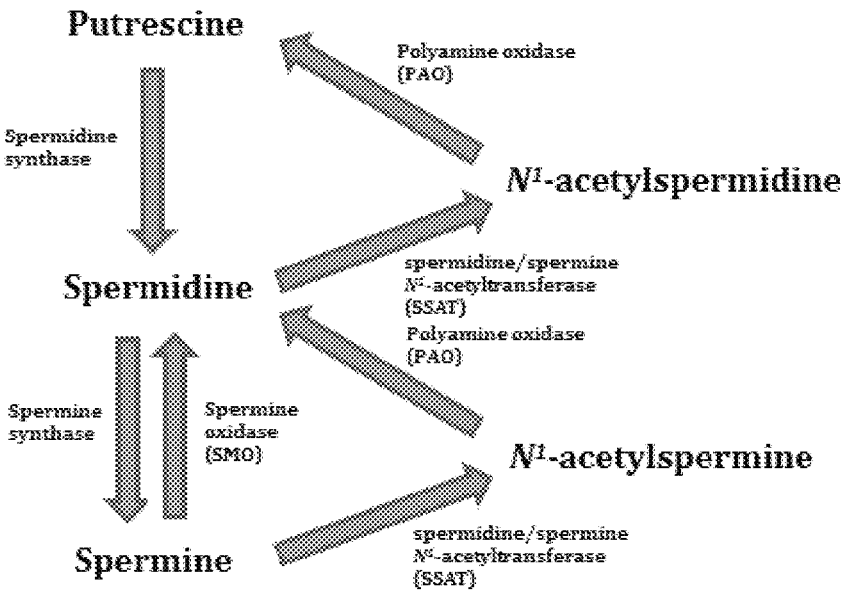 Putrescine
Polyamine oxidase
(PAO)
Spermidine
synthase
N¹-acetylspermidine
Spermidine
spermidine/spermine
N¹-acetyltransferase
(SSAT)
Polyamine oxidase
(PAO)
Spermine
synthase
Spermine
oxidase
(SMO)
N¹-acetylspermine
Spermine
spermidine/spermine
N¹-acetyltransferase
(SSAT)